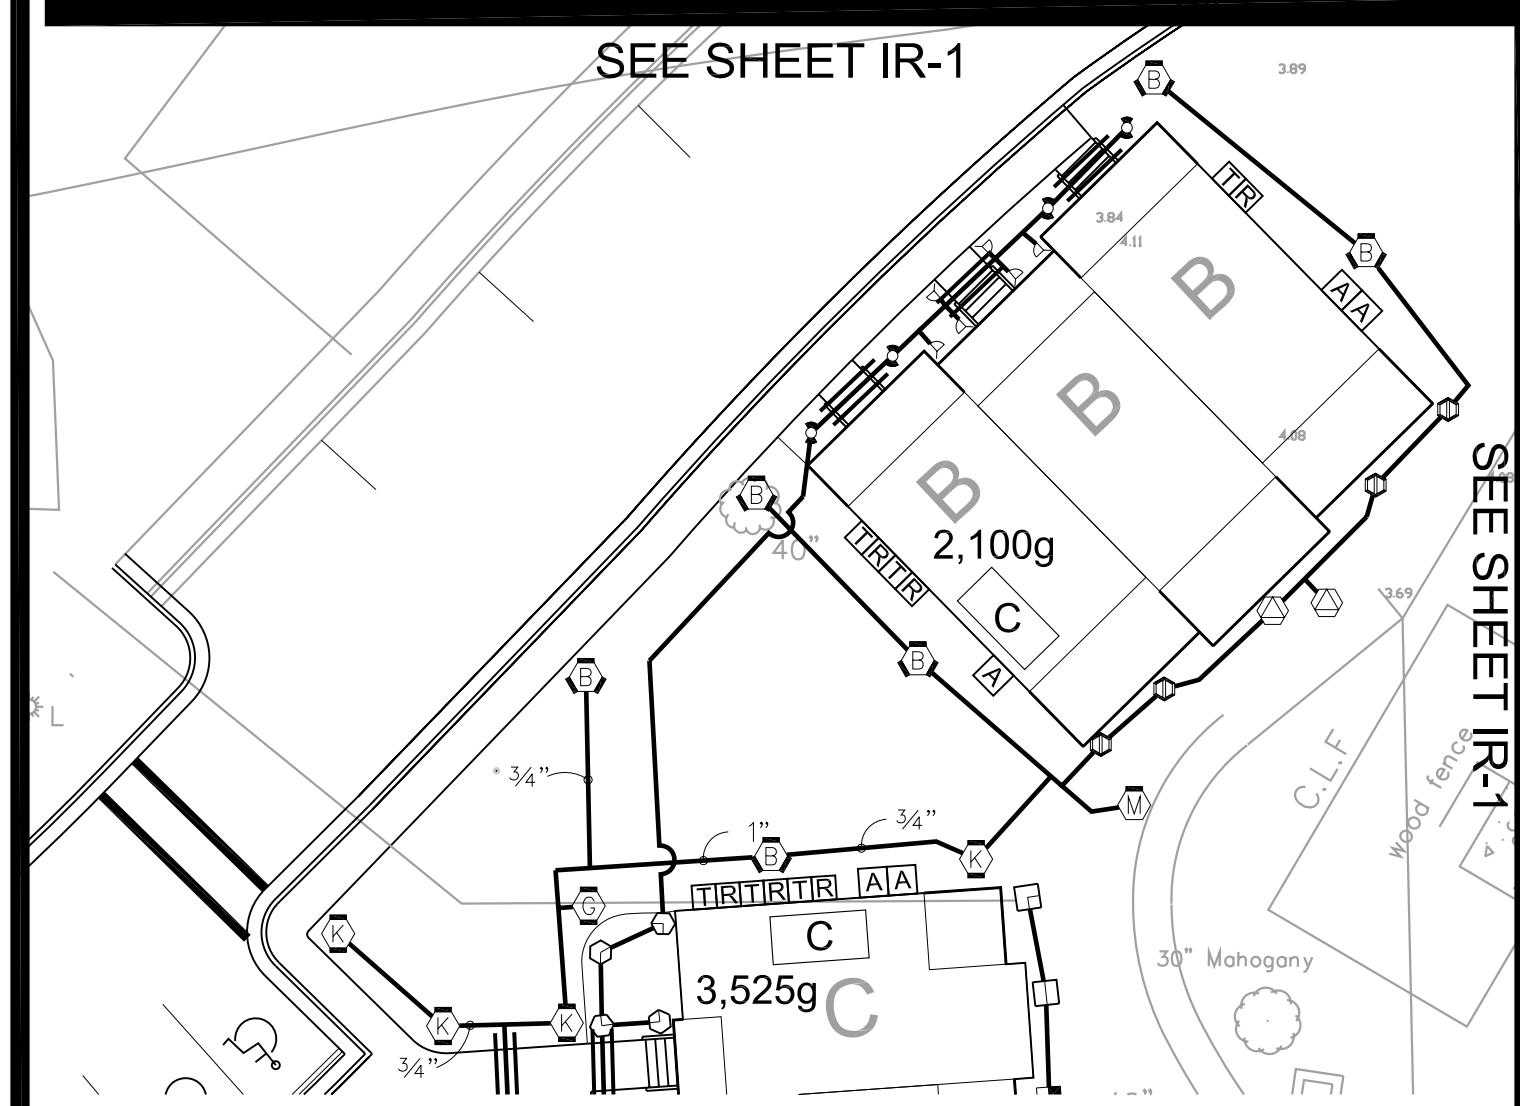 SEE SHEET IR-1
B
3.89
TR
3.84
4.11
B
B
AA
B
B
4.08
SEE SHEET IR-1
B
B
40"
2,100g
TRTR
C
3.69
B
A
B
L
C.L.F
wood fence
3/4"
M
3/4"
1"
B
K
TRTRTR
AA
G
K
C
30" Mahogany
3,525g
C
K
K
3/4"